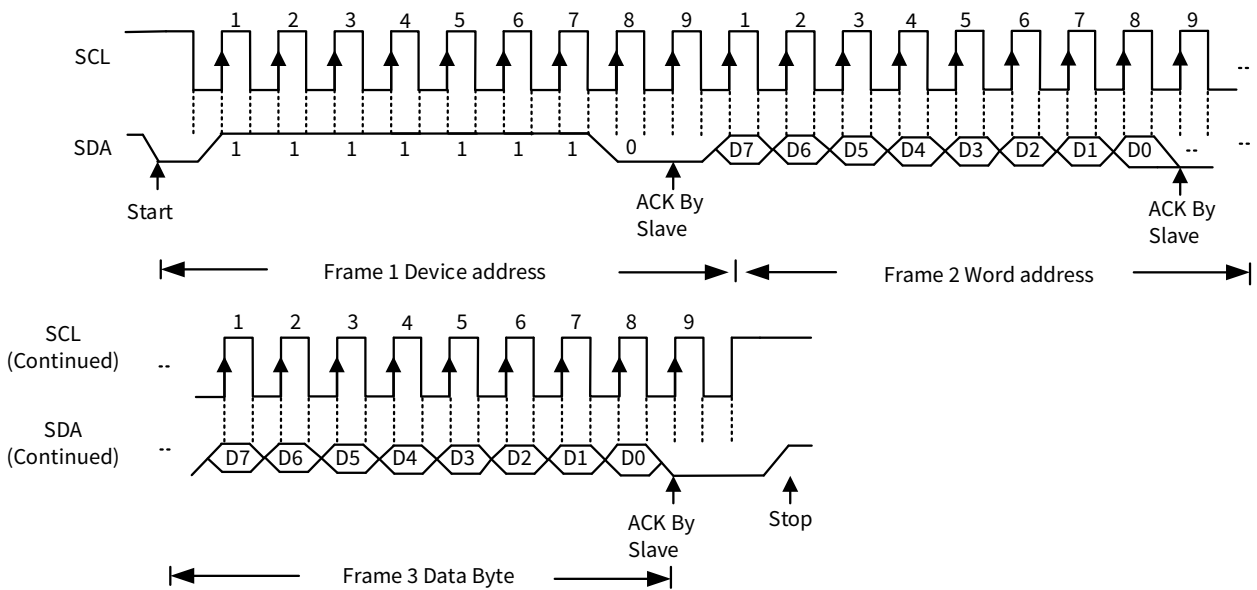 1 2 3 4 5 6 7 8 9 1 2 3 4 5 6 7 8 9
SCL
--
SDA
1 1 1 1 1 1 1 0 D7 D6 D5 D4 D3 D2 D1 D0 -- --
Start
ACK By
Slave
ACK By
Slave
Frame 1 Device address
Frame 2 Word address
1 2 3 4 5 6 7 8 9
SCL
(Continued)
--
SDA
(Continued)
--
D7 D6 D5 D4 D3 D2 D1 D0
ACK By
Slave
Stop
Frame 3 Data Byte